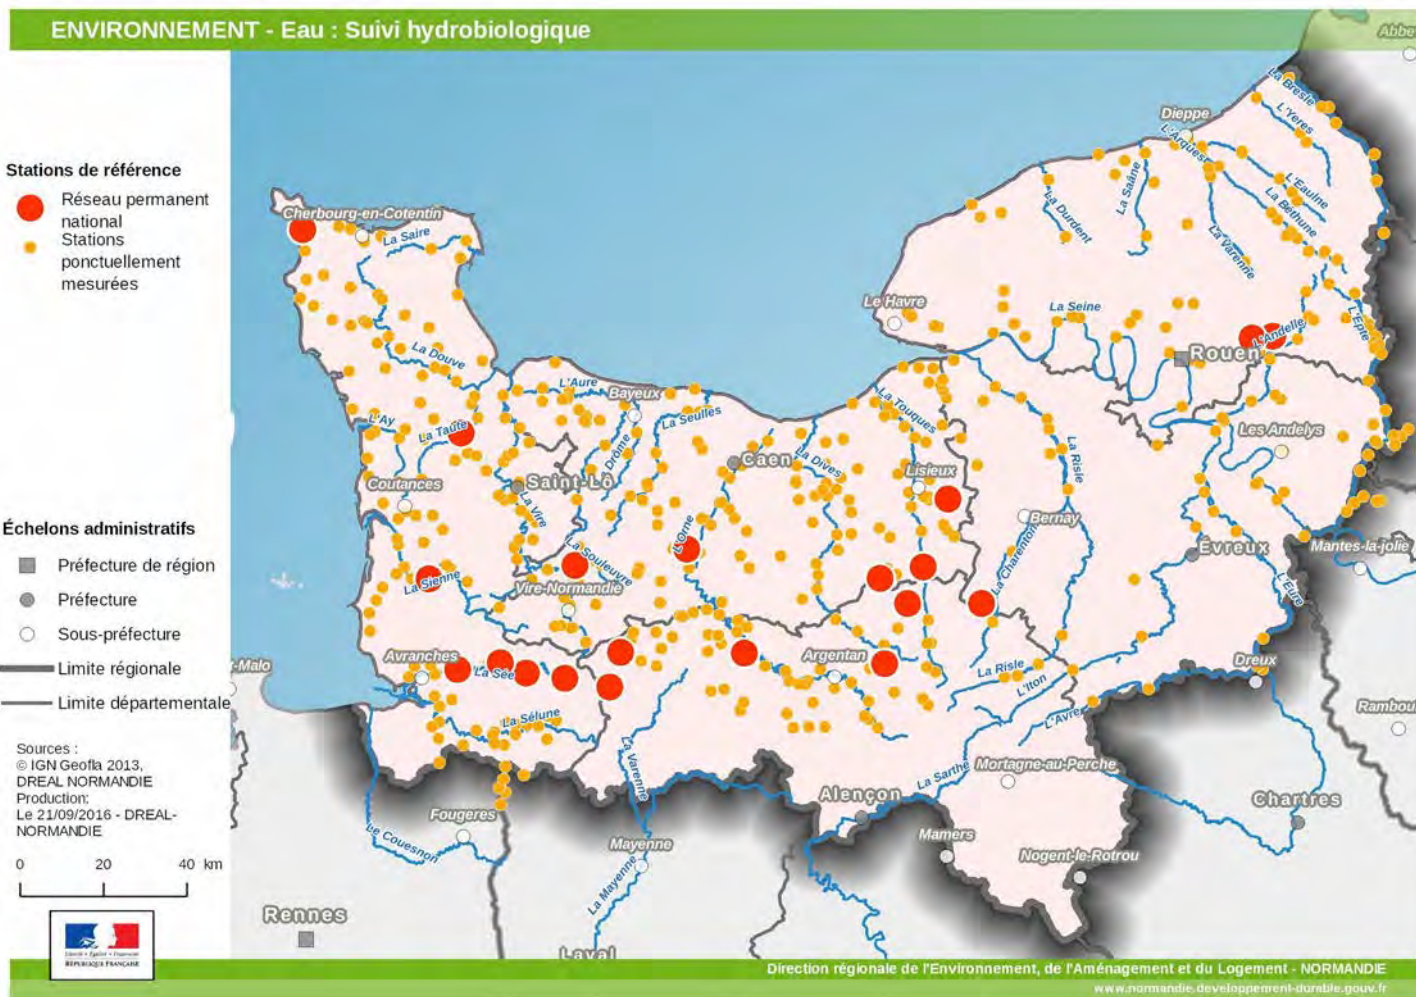 ENVIRONNEMENT - Eau : Suivi hydrobiologique
Stations de référence
Réseau permanent
national
Stations
ponctuellement
mesurées
Échelons administratifs
Préfecture de région
Préfecture
Sous-préfecture
Limite régionale
Limite départementale
Sources :
© IGN Geofla 2013,
DREAL NORMANDIE
Production:
Le 21/09/2016 - DREAL-
NORMANDIE
0 20 40 km
RÉPUBLIQUE FRANÇAISE
Abbe
La Bresle
L'Yeres
Dieppe
L'Arques
La Saâne
L'Eaulne
La Béthune
La Durdent
La Varenne
Cherbourg-en-Cotentin
La Saire
Le Havre
La Seine
L'Epte
L'Andelle
Rouen
La Douve
L'Aure
Bayeux
La Seulles
La Touques
L'Ay
La Taute
Drôme
Caen
La Dives
La Risle
Les Andelys
Lisieux
Coutances
Saint-Lô
La Vire
L'Orne
Bernay
La Souleuvre
La Charentonne
Évreux
Mantes-la-jolie
La Sienne
Vire-Normandie
L'Eure
Avranches
La Sée
Argentan
La Risle
L'Iton
Dreux
t-Malo
La Sélune
L'Avre
Rambou
La Varenne
La Sarthe
Mortagne-au-Perche
Alençon
Chartres
Fougeres
Le Couesnon
Mayenne
Mamers
Nogent-le-Rotrou
La Mayenne
Rennes
Laval
Direction régionale de l'Environnement, de l'Aménagement et du Logement - NORMANDIE
www.normandie.developpement-durable.gouv.fr